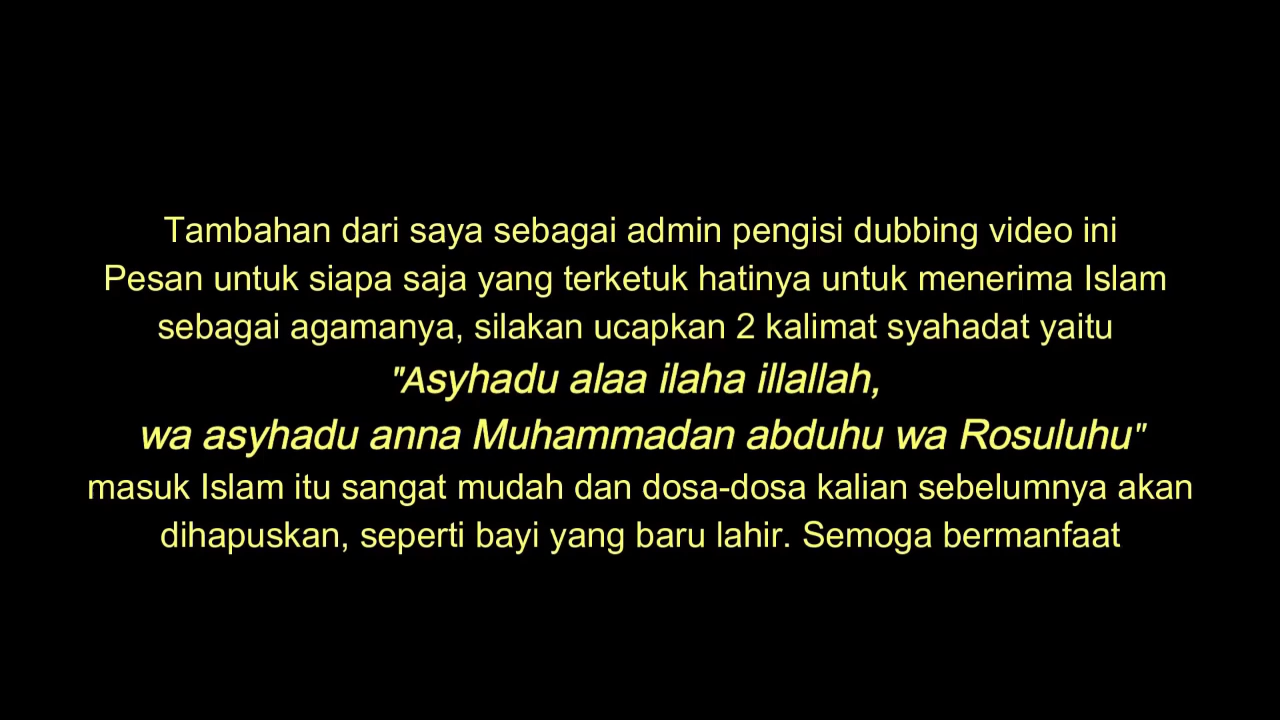 Tambahan dari saya sebagai admin pengisi dubbing video ini
Pesan untuk siapa saja yang terketuk hatinya untuk menerima Islam
sebagai agamanya, silakan ucapkan 2 kalimat syahadat yaitu
"Asyhadu alaa ilaha illallah,
wa asyhadu anna Muhammadan abduhu wa Rosuluhu"
masuk Islam itu sangat mudah dan dosa-dosa kalian sebelumnya akan
dihapuskan, seperti bayi yang baru lahir. Semoga bermanfaat